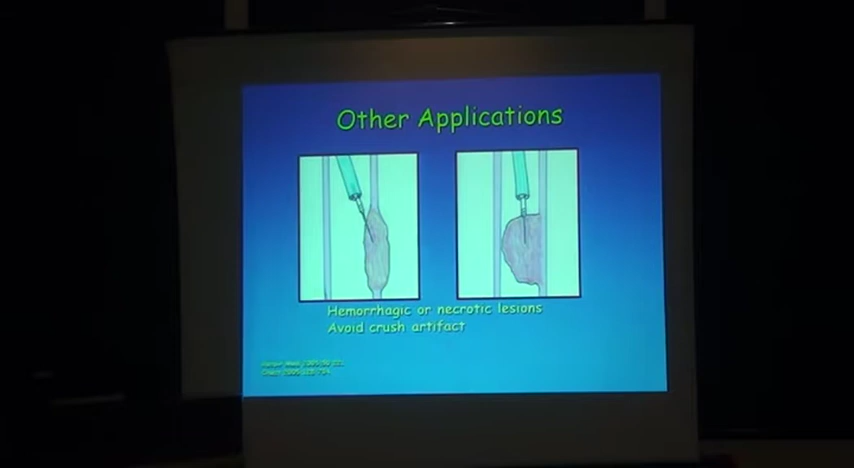 Other Applications
Hemorrhagic or necrotic lesions
Avoid crush artifact